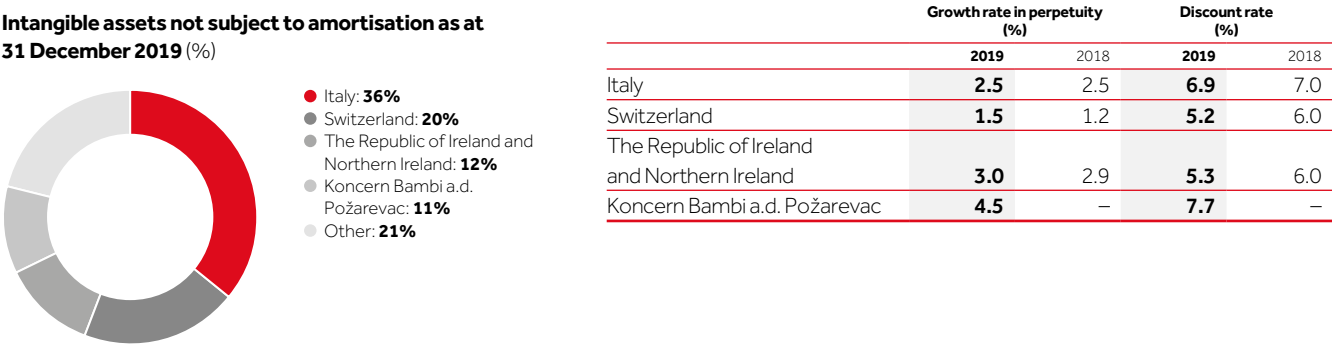 Intangible assets not subject to amortisation as at
31 December 2019 (%)
Italy: 36%
Switzerland: 20%
The Republic of Ireland and
Northern Ireland: 12%
Koncern Bambi a.d.
Požarevac: 11%
Other: 21%
Growth rate in perpetuity Discount rate
(%) (%)
2019 2018 2019 2018
Italy 2.5 2.5 6.9 7.0
Switzerland 1.5 1.2 5.2 6.0
The Republic of Ireland
and Northern Ireland 3.0 2.9 5.3 6.0
Koncern Bambi a.d. Požarevac 4.5 – 7.7 –